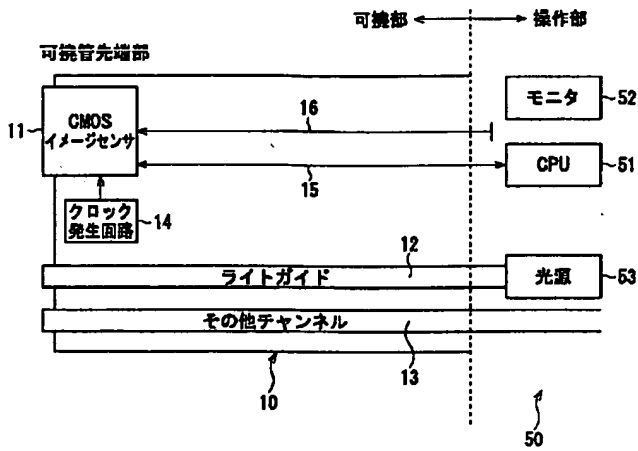 可撓部
操作部
可撓管先端部
モニタ
52
16
11
CMOS
イメージセンサ
CPU
51
15
クロック
発生回路
14
12
ライトガイド
光源
53
その他チャンネル
13
10
50